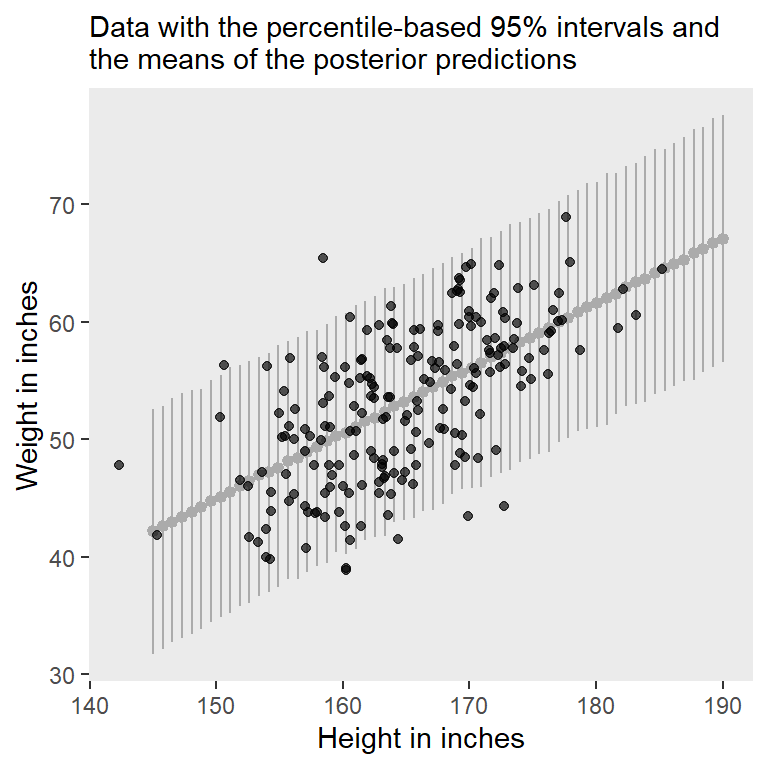 Data with the percentile-based 95% intervals and
the means of the posterior predictions
Weight in inches
70
60
50
40
30
140 150 160 170 180 190
Height in inches